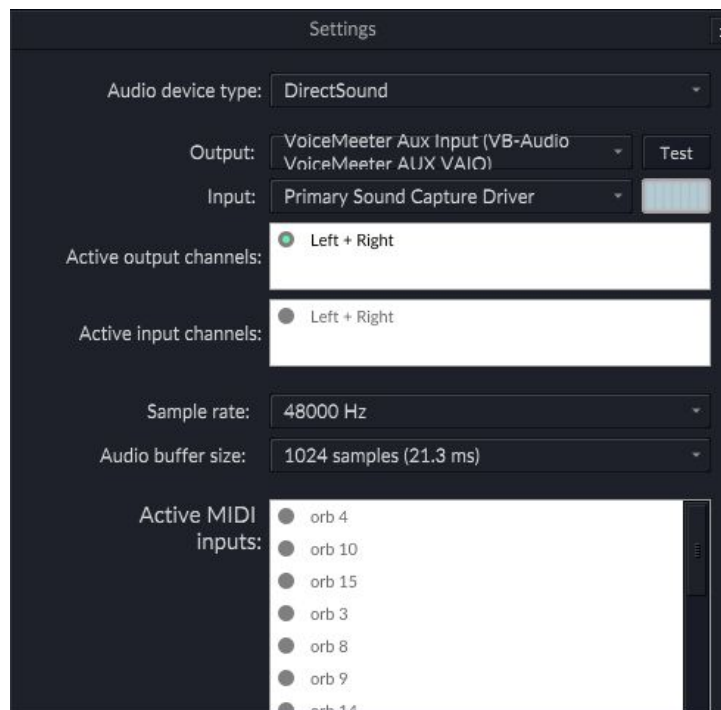 Settings
Audio device type: DirectSound
Output: VoiceMeeter Aux Input (VB-Audio
VoiceMeeter AUX VAIO)
Test
Input: Primary Sound Capture Driver
Active output channels: Left + Right
Active input channels: Left + Right
Sample rate: 48000 Hz
Audio buffer size: 1024 samples (21.3 ms)
Active MIDI
inputs:
orb 4
orb 10
orb 15
orb 3
orb 8
orb 9
orb 14